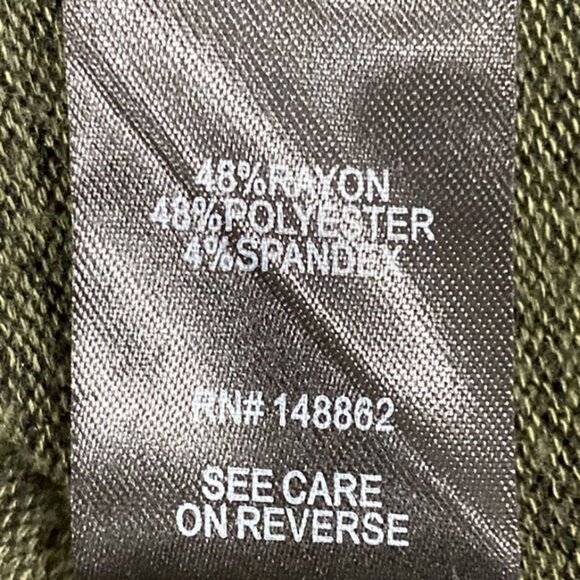 48%RAYON
48%POLYESTER
4%SPANDEX
RN# 148862
SEE CARE
ON REVERSE